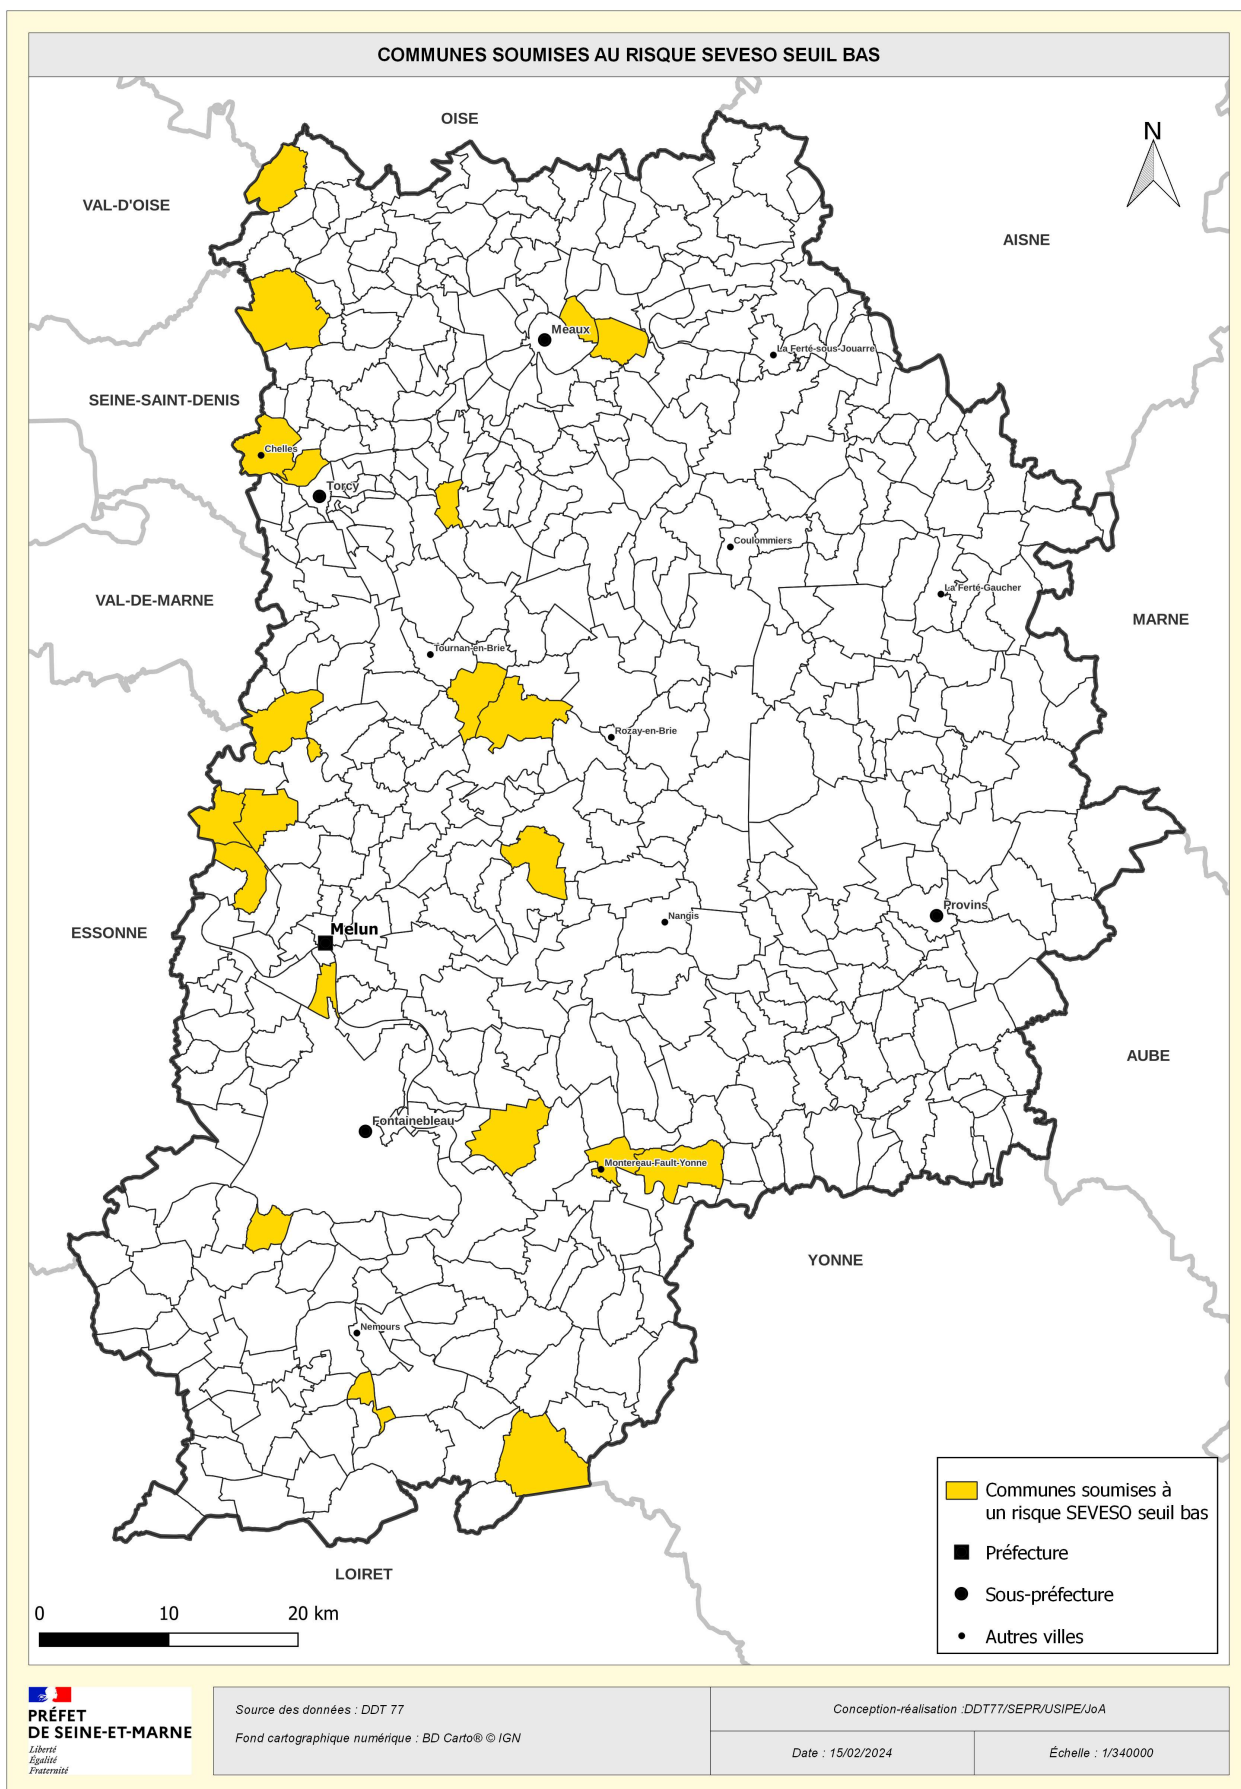 COMMUNES SOUMISES AU RISQUE SEVESO SEUIL BAS
OISE
N
VAL-D'OISE
AISNE
Meaux
La Ferté-sous-Jouarre
SEINE-SAINT-DENIS
Chelles
Torcy
Coulommiers
La Ferté-Gaucher
VAL-DE-MARNE
MARNE
Tournan-en-Brie
Rozay-en-Brie
Provins
Nangis
Melun
ESSONNE
AUBE
Fontainebleau
Montereau-Fault-Yonne
YONNE
Nemours
LOIRET
0 10 20 km
Communes soumises à
un risque SEVESO seuil bas
Préfecture
Sous-préfecture
Autres villes
PRÉFET
DE SEINE-ET-MARNE
Liberté
Égalité
Fraternité
Source des données : DDT 77
Fond cartographique numérique : BD Carto® © IGN
Conception-réalisation :DDT77/SEPR/USIPE/JoA
Date : 15/02/2024
Échelle : 1/340000